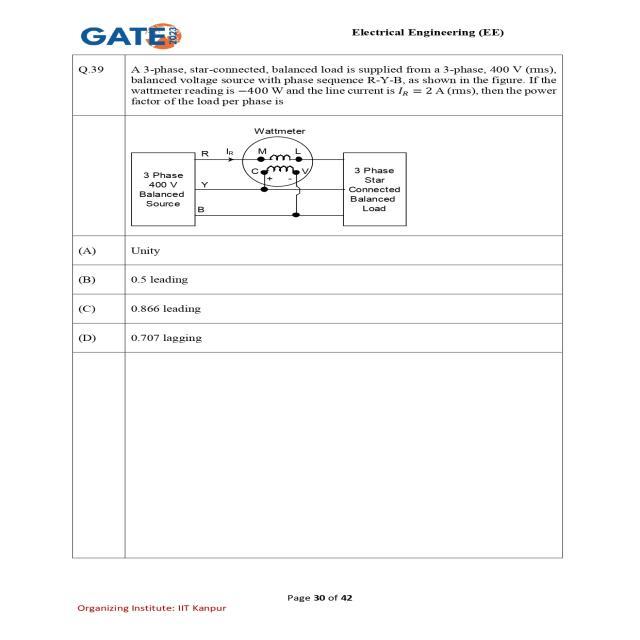 GATE 2023
Electrical Engineering (EE)
Q.39
A 3-phase, star-connected, balanced load is supplied from a 3-phase, 400 V (rms),
balanced voltage source with phase sequence R-Y-B, as shown in the figure. If the
wattmeter reading is −400 W and the line current is I_R = 2 A (rms), then the power
factor of the load per phase is
Wattmeter
R I_R M L
C V
+ -
3 Phase
400 V
Balanced
Source
Y
B
3 Phase
Star
Connected
Balanced
Load
(A) Unity
(B) 0.5 leading
(C) 0.866 leading
(D) 0.707 lagging
Page 30 of 42
Organizing Institute: IIT Kanpur